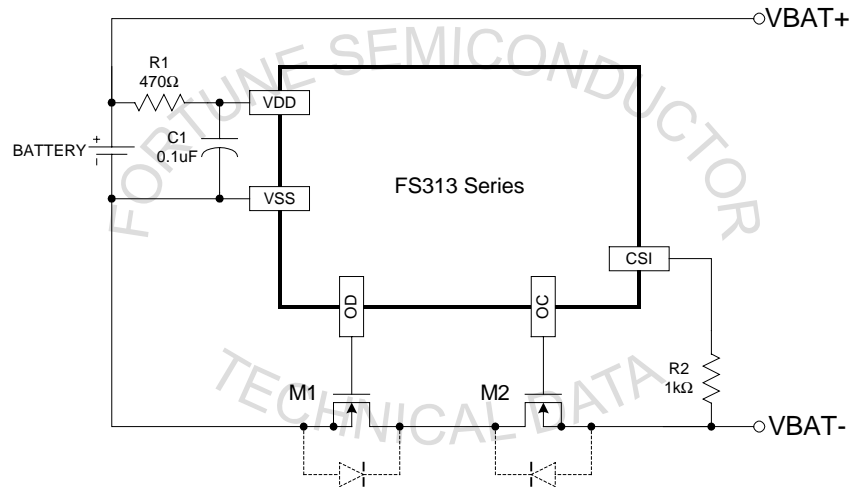 FORTUNE SEMICONDUCTOR
VBAT+
R1
470Ω
VDD
C1
0.1uF
BATTERY
+
-
VSS
FS313 Series
CSI
OD
OC
R2
1kΩ
M1
M2
VBAT-
TECHNICAL DATA